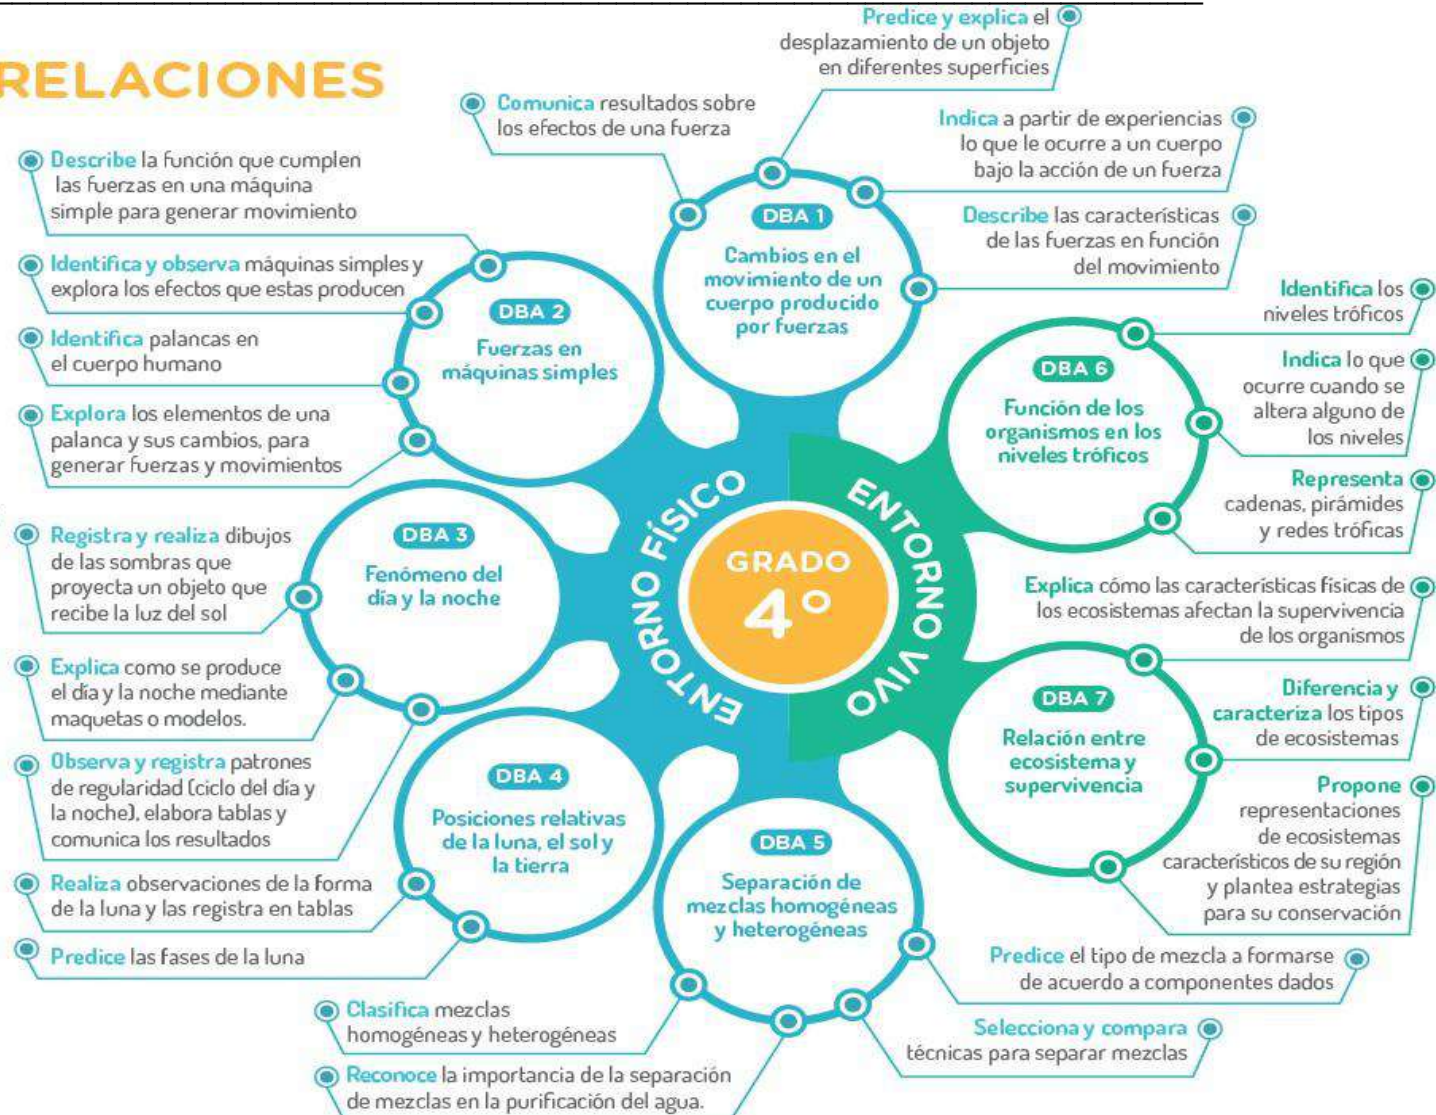 RELACIONES
Predice y explica el
desplazamiento de un objeto
en diferentes superficies
Comunica resultados sobre
los efectos de una fuerza
Indica a partir de experiencias
lo que le ocurre a un cuerpo
bajo la acción de un fuerza
Describe las características
de las fuerzas en función
del movimiento
DBA 1
Cambios en el
movimiento de un
cuerpo producido
por fuerzas
Describe la función que cumplen
las fuerzas en una máquina
simple para generar movimiento
Identifica y observa máquinas simples y
explora los efectos que estas producen
Identifica palancas en
el cuerpo humano
Explora los elementos de una
palanca y sus cambios, para
generar fuerzas y movimientos
DBA 2
Fuerzas en
máquinas simples
Registra y realiza dibujos
de las sombras que
proyecta un objeto que
recibe la luz del sol
Explica como se produce
el día y la noche mediante
maquetas o modelos.
Observa y registra patrones
de regularidad (ciclo del día y
la noche), elabora tablas y
comunica los resultados
DBA 3
Fenómeno del
día y la noche
Realiza observaciones de la forma
de la luna y las registra en tablas
Predice las fases de la luna
DBA 4
Posiciones relativas
de la luna, el sol y
la tierra
Clasifica mezclas
homogéneas y heterogéneas
Reconoce la importancia de la separación
de mezclas en la purificación del agua.
DBA 5
Separación de
mezclas homogéneas
y heterogéneas
Predice el tipo de mezcla a formarse
de acuerdo a componentes dados
Selecciona y compara
técnicas para separar mezclas
ENTORNO FÍSICO
GRADO
4°
ENTORNO VIVO
DBA 6
Función de los
organismos en los
niveles tróficos
Identifica los
niveles tróficos
Indica lo que
ocurre cuando se
altera alguno de
los niveles
Representa
cadenas, pirámides
y redes tróficas
DBA 7
Relación entre
ecosistema y
supervivencia
Explica cómo las características físicas de
los ecosistemas afectan la supervivencia
de los organismos
Diferencia y
caracteriza los tipos
de ecosistemas
Propone
representaciones
de ecosistemas
característicos de su región
y plantea estrategias
para su conservación